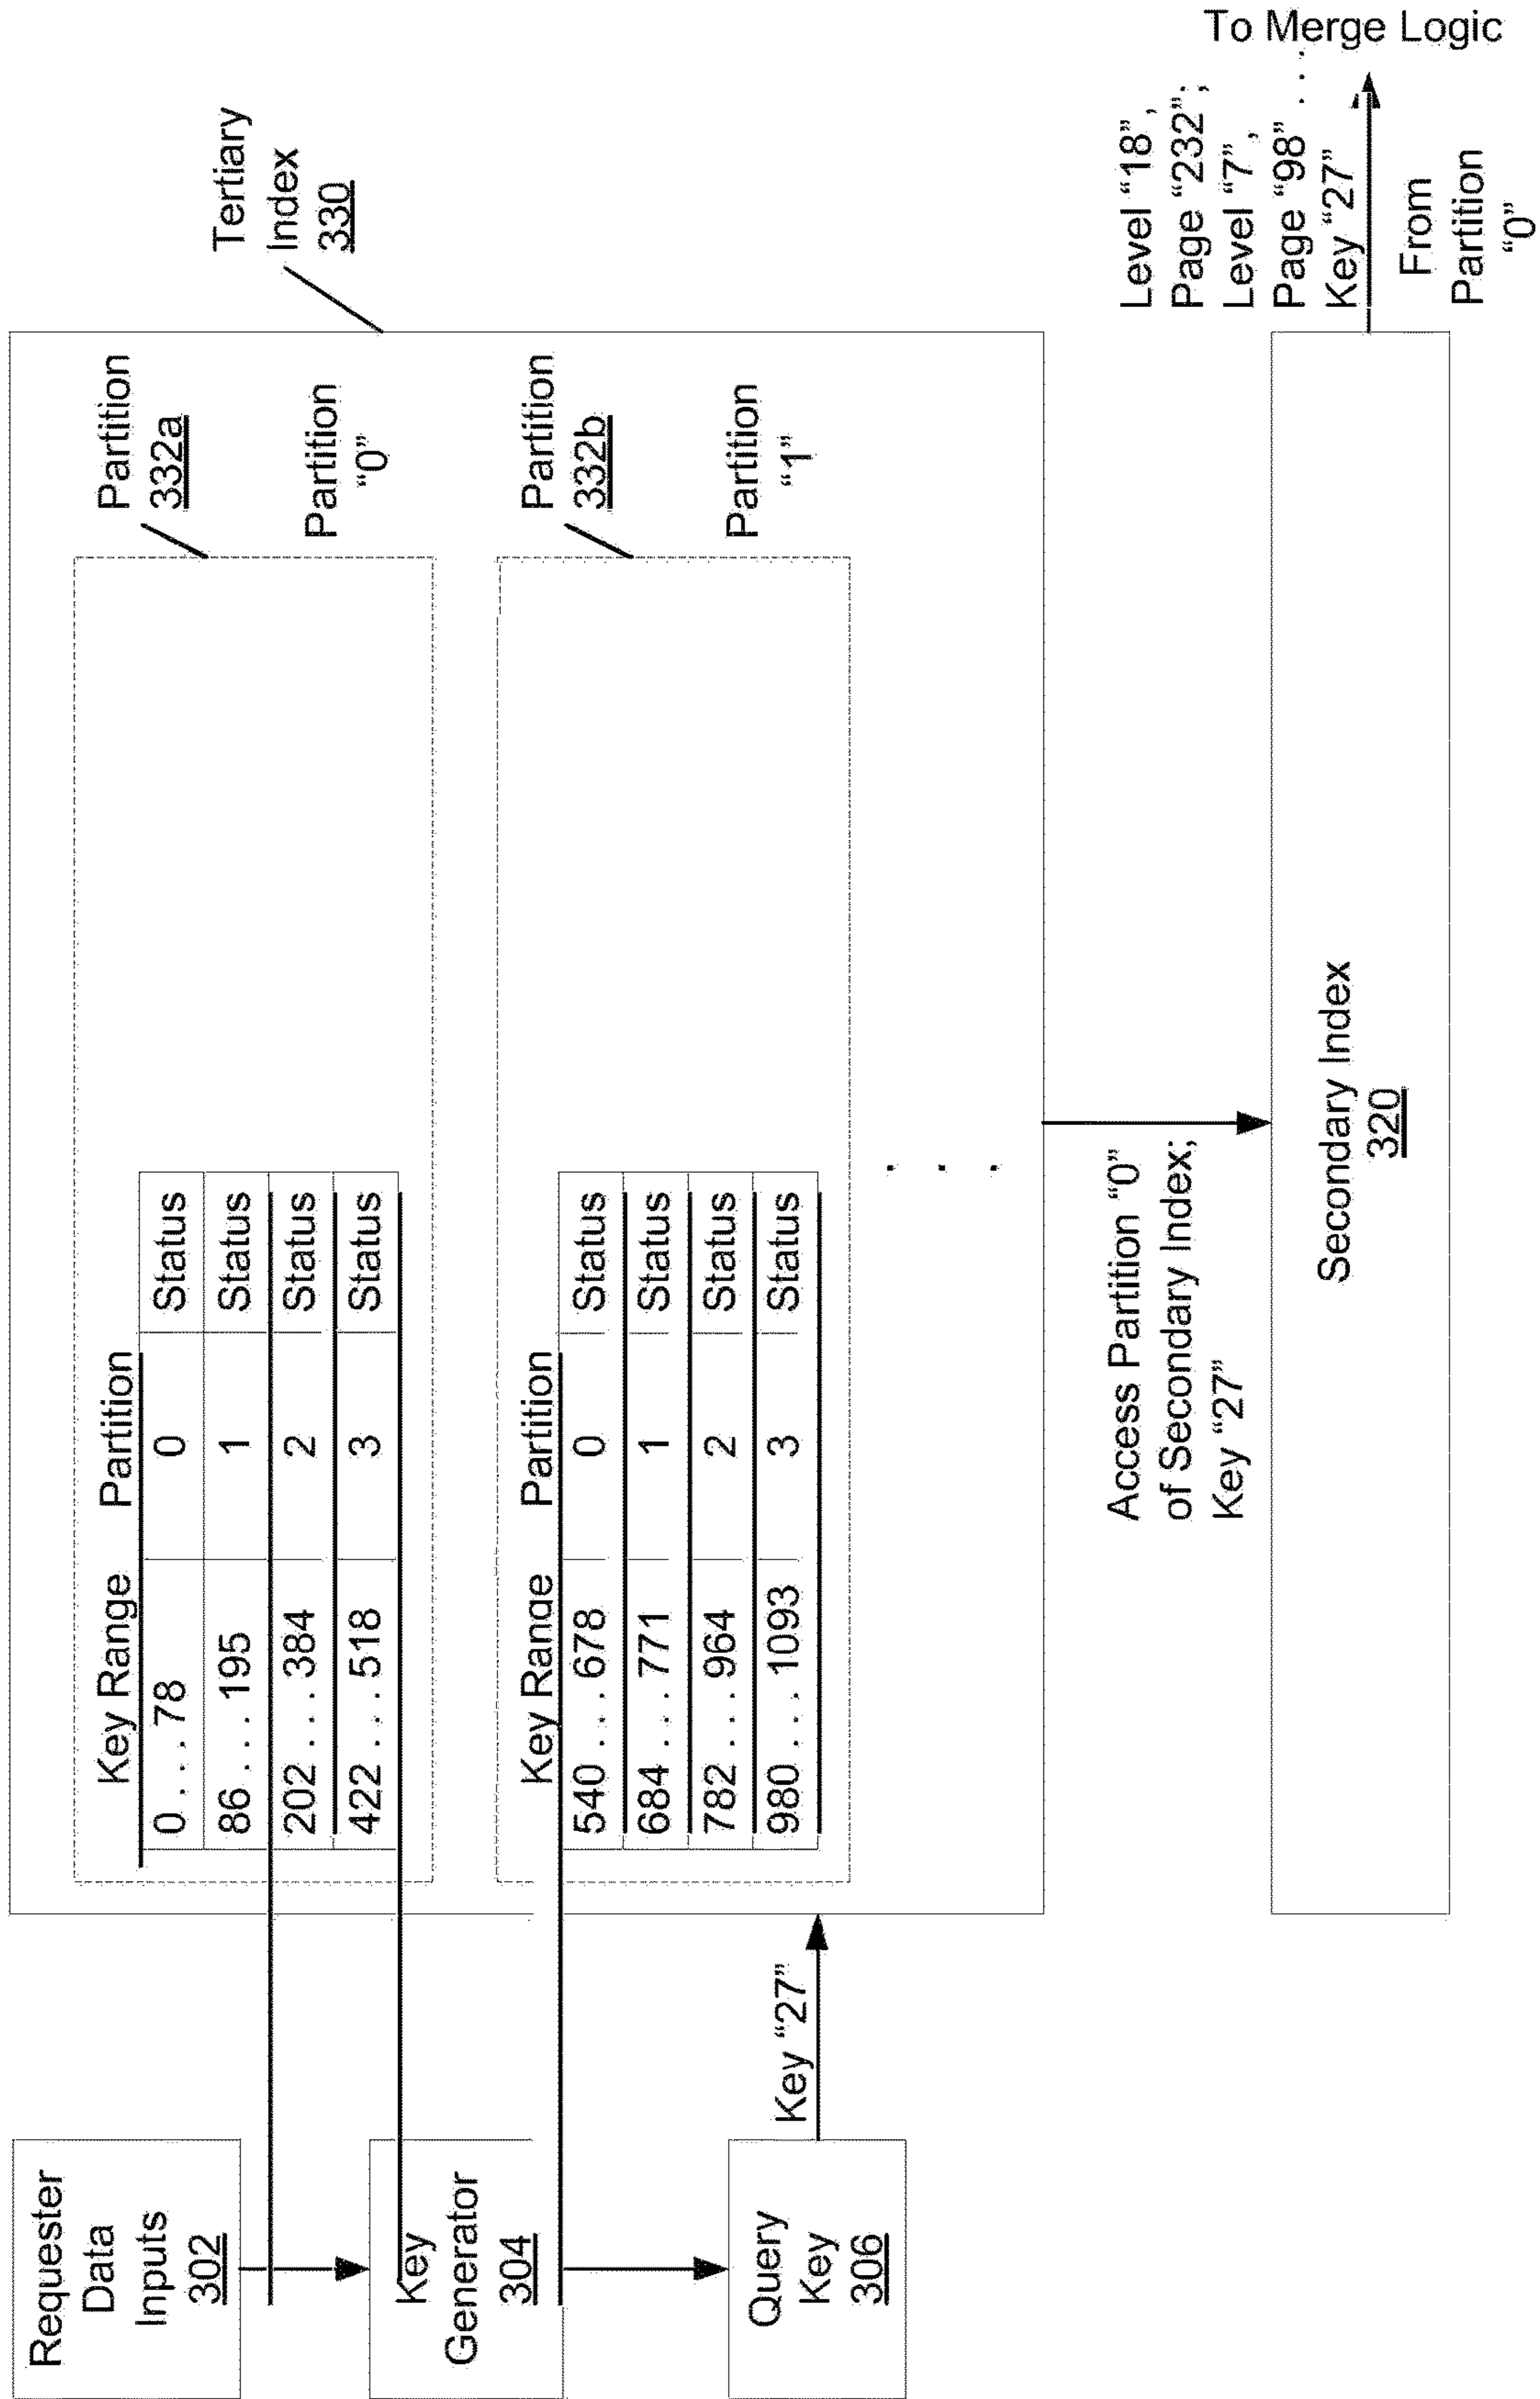 Requester
Data
Inputs
302
Key
Generator
304
Query
Key
306
Key “27”
Tertiary
Index
330
Partition
332a
Partition
“0”
Key Range Partition
0 . . . 78 0 Status
86 . . . 195 1 Status
202 . . . 384 2 Status
422 . . . 518 3 Status
Partition
332b
Partition
“1”
Key Range Partition
540 . . . 678 0 Status
684 . . . 771 1 Status
782 . . . 964 2 Status
980 . . . 1093 3 Status
. . .
Access Partition “0”
of Secondary Index;
Key “27”
Secondary Index
320
Level “18”,
Page “232”;
Level “7”,
Page “98” . . .
Key “27”
To Merge Logic
From
Partition
“0”